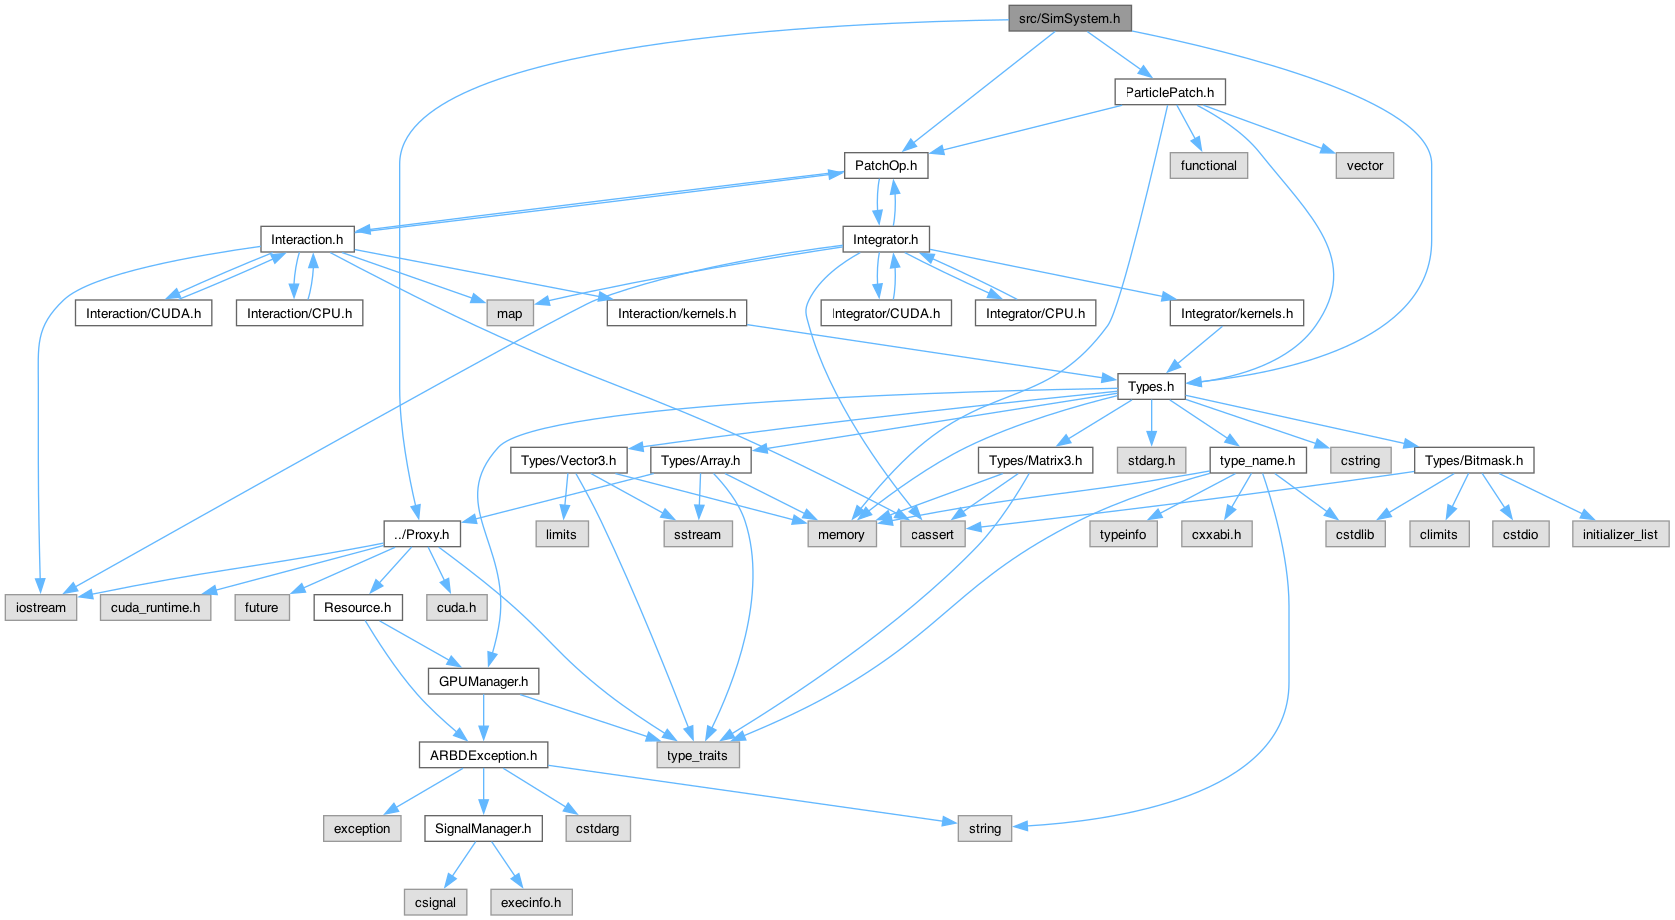 src/SimSystem.h
ParticlePatch.h
PatchOp.h
functional
vector
Interaction.h
Integrator.h
Interaction/CUDA.h
Interaction/CPU.h
map
Interaction/kernels.h
Integrator/CUDA.h
Integrator/CPU.h
Integrator/kernels.h
Types.h
Types/Vector3.h
Types/Array.h
Types/Matrix3.h
stdarg.h
type_name.h
cstring
Types/Bitmask.h
../Proxy.h
limits
sstream
memory
cassert
typeinfo
cxxabi.h
cstdlib
climits
cstdio
initializer_list
iostream
cuda_runtime.h
future
Resource.h
cuda.h
GPUManager.h
ARBDException.h
type_traits
exception
SignalManager.h
cstdarg
string
csignal
execinfo.h